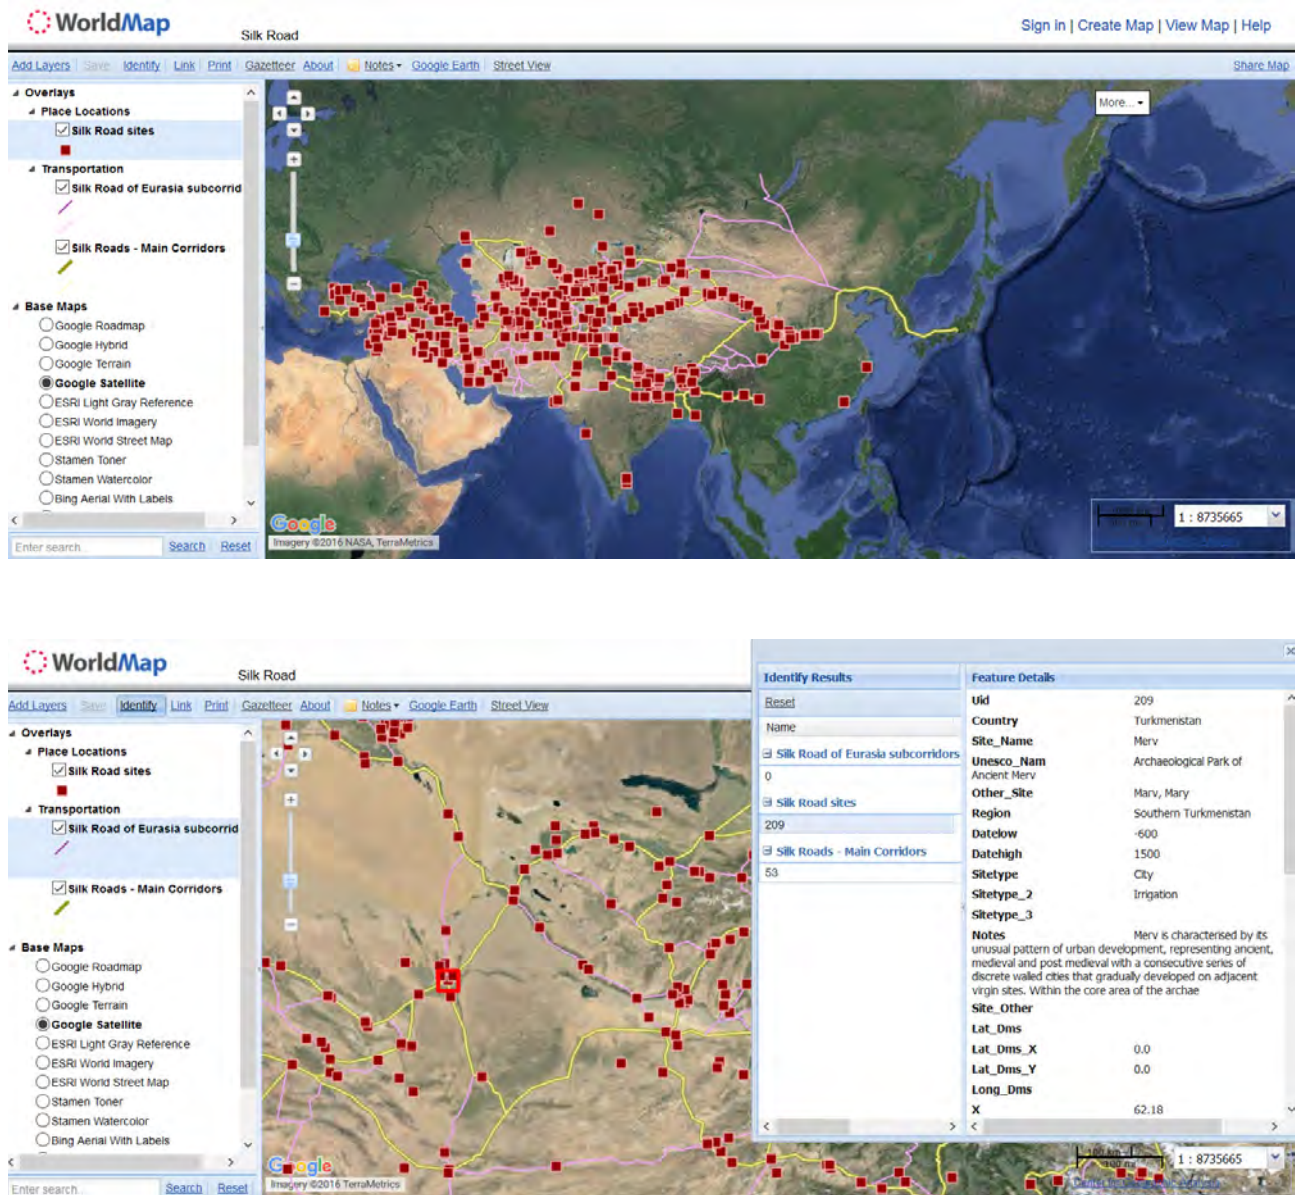 WorldMap
Silk Road
Sign in | Create Map | View Map | Help
Add Layers Save Identify Link Print Gazetteer About Notes Google Earth Street View Share Map
Overlays
Place Locations
Silk Road sites
Transportation
Silk Road of Eurasia subcorrid
Silk Roads - Main Corridors
Base Maps
Google Roadmap
Google Hybrid
Google Terrain
Google Satellite
ESRI Light Gray Reference
ESRI World Imagery
ESRI World Street Map
Stamen Toner
Stamen Watercolor
Bing Aerial With Labels
Enter search... Search Reset
More...
Google
Imagery ©2016 NASA, TerraMetrics
1 : 8735665
WorldMap
Silk Road
Add Layers Save Identify Link Print Gazetteer About Notes Google Earth Street View
Overlays
Place Locations
Silk Road sites
Transportation
Silk Road of Eurasia subcorrid
Silk Roads - Main Corridors
Base Maps
Google Roadmap
Google Hybrid
Google Terrain
Google Satellite
ESRI Light Gray Reference
ESRI World Imagery
ESRI World Street Map
Stamen Toner
Stamen Watercolor
Bing Aerial With Labels
Enter search... Search Reset
Google
Imagery ©2016 TerraMetrics
Identify Results
Reset
Name
Silk Road of Eurasia subcorridors
0
Silk Road sites
209
Silk Roads - Main Corridors
53
Feature Details
Uid 209
Country Turkmenistan
Site_Name Merv
Unesco_Nam Archaeological Park of
Ancient Merv
Other_Site Marv, Mary
Region Southern Turkmenistan
Datelow -600
Datehigh 1500
Sitetype City
Sitetype_2 Irrigation
Sitetype_3
Notes Merv is characterised by its
unusual pattern of urban development, representing ancient,
medieval and post medieval with a consecutive series of
discrete walled cities that gradually developed on adjacent
virgin sites. Within the core area of the archae
Site_Other
Lat_Dms
Lat_Dms_X 0.0
Lat_Dms_Y 0.0
Long_Dms
X 62.18
100 km
1 : 8735665